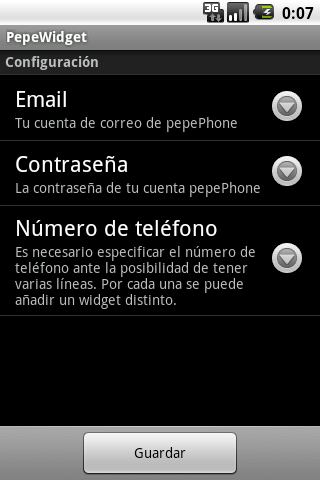 3G 0:07
PepeWidget
Configuración
Email
Tu cuenta de correo de pepePhone
Contraseña
La contraseña de tu cuenta pepePhone
Número de teléfono
Es necesario especificar el número de
teléfono ante la posibilidad de tener
varias líneas. Por cada una se puede
añadir un widget distinto.
Guardar